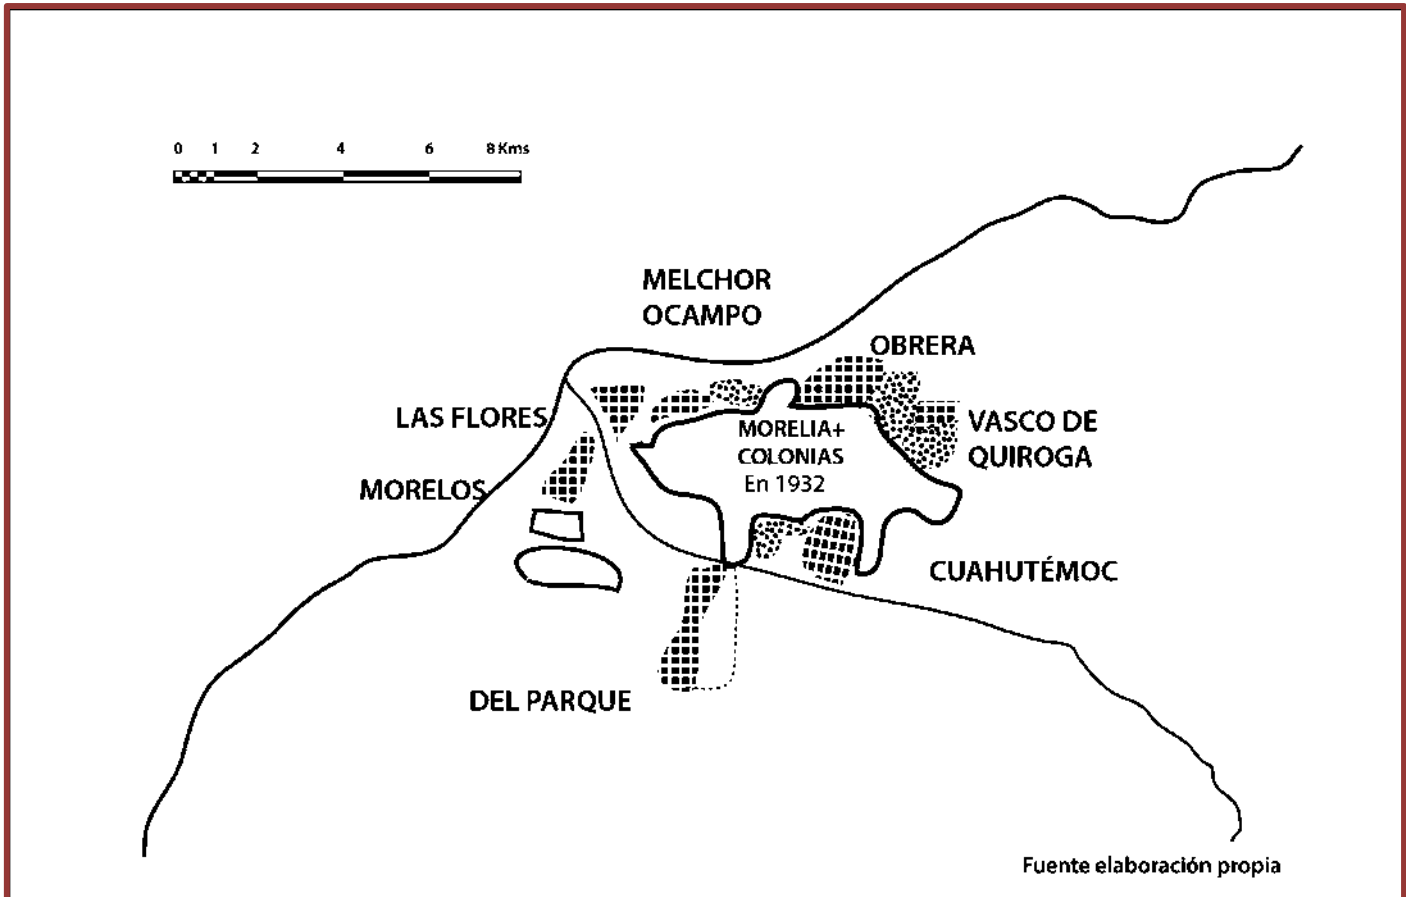 0 1 2 4 6 8 Kms
MELCHOR
OCAMPO
OBRERA
LAS FLORES
VASCO DE
QUIROGA
MORELIA+
COLONIAS
En 1932
MORELOS
CUAHUTÉMOC
DEL PARQUE
Fuente elaboración propia